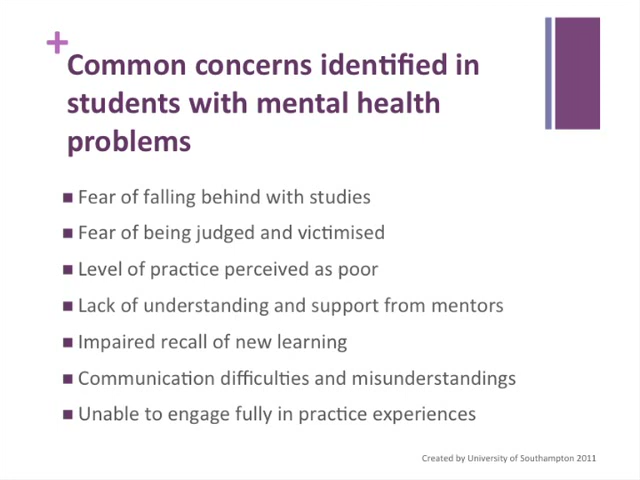 +
Common concerns identified in
students with mental health
problems
■ Fear of falling behind with studies
■ Fear of being judged and victimised
■ Level of practice perceived as poor
■ Lack of understanding and support from mentors
■ Impaired recall of new learning
■ Communication difficulties and misunderstandings
■ Unable to engage fully in practice experiences
Created by University of Southampton 2011